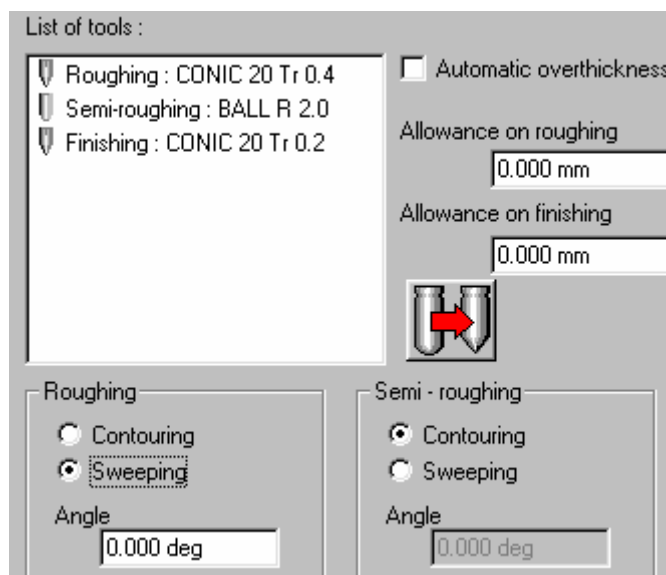 List of tools :
Roughing : CONIC 20 Tr 0.4
Semi-roughing : BALL R 2.0
Finishing : CONIC 20 Tr 0.2
Automatic overthickness
Allowance on roughing
0.000 mm
Allowance on finishing
0.000 mm
Roughing
Contouring
Sweeping
Angle
0.000 deg
Semi - roughing
Contouring
Sweeping
Angle
0.000 deg